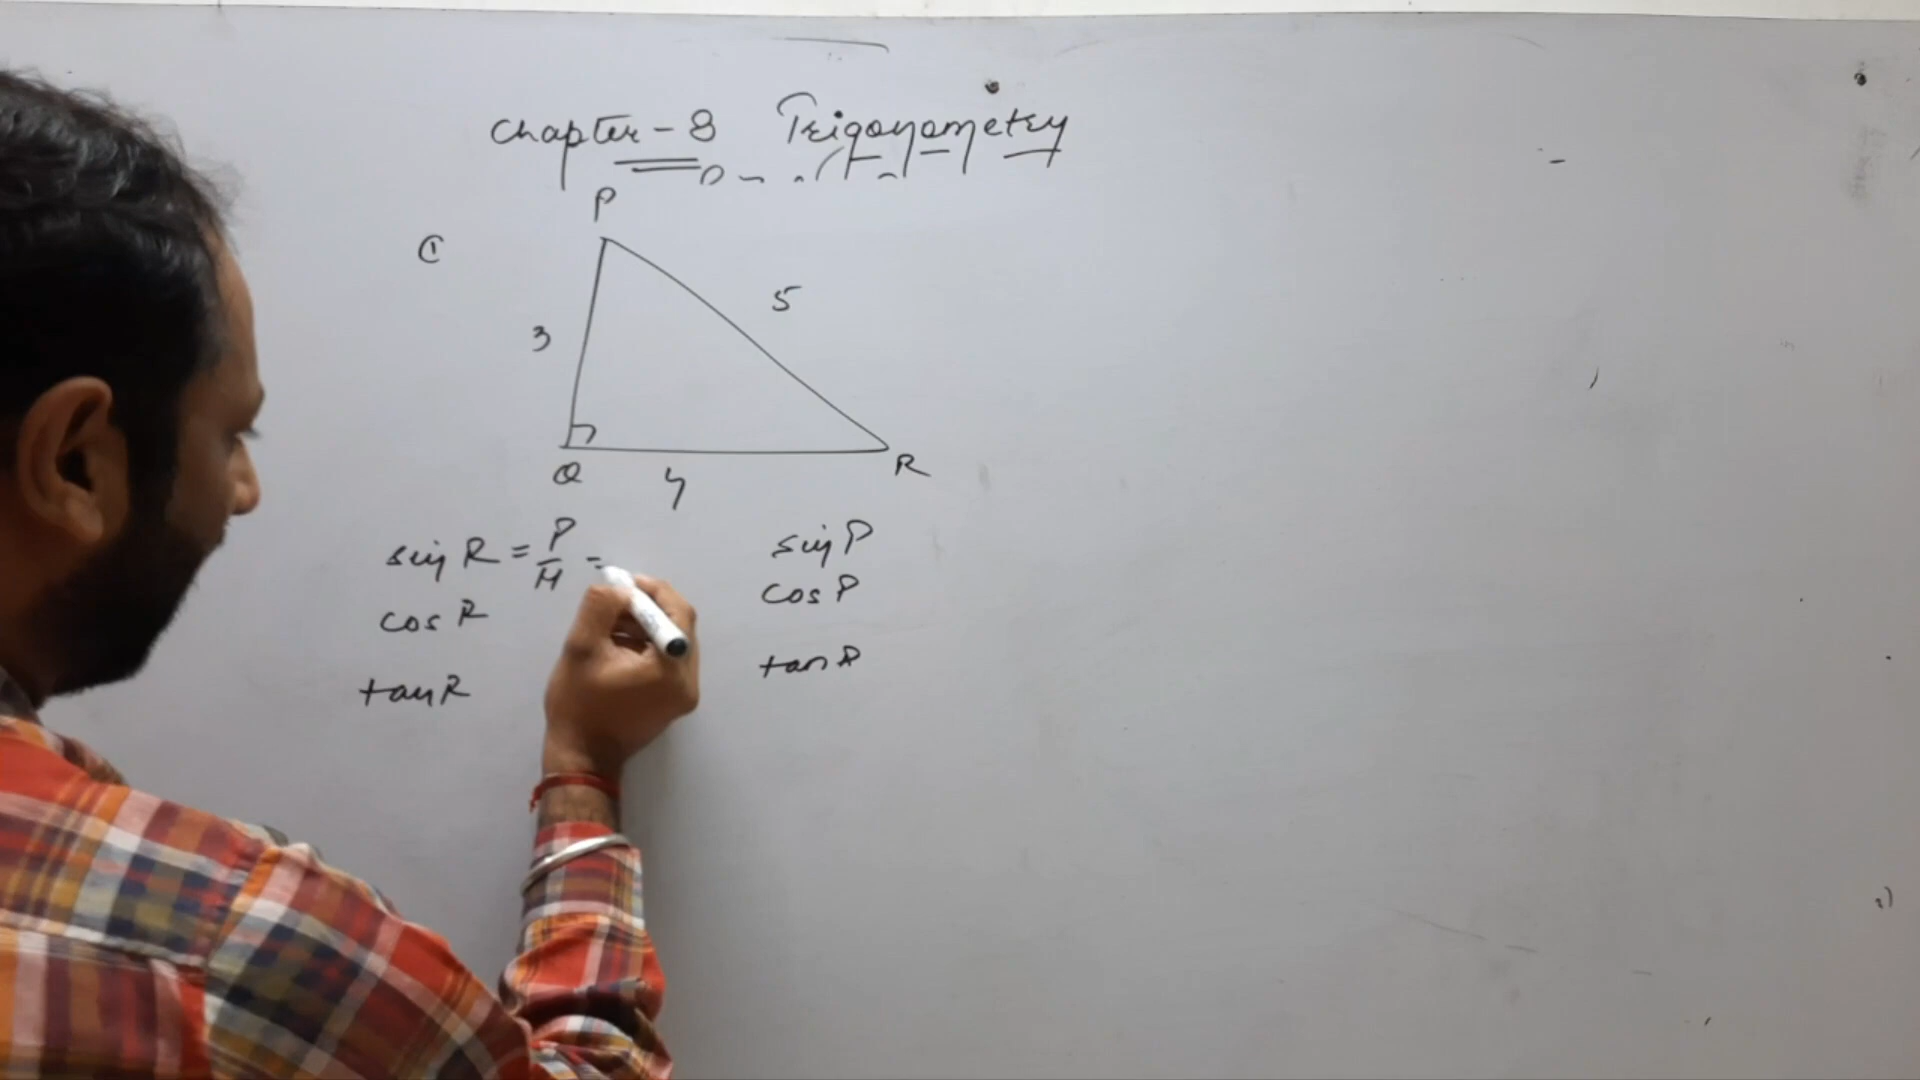 Chapter - 8 Trigonometry
P
①
5
3
Q
4
R
sin R = P/H =
sin P
cos R
cos P
tan R
tan P